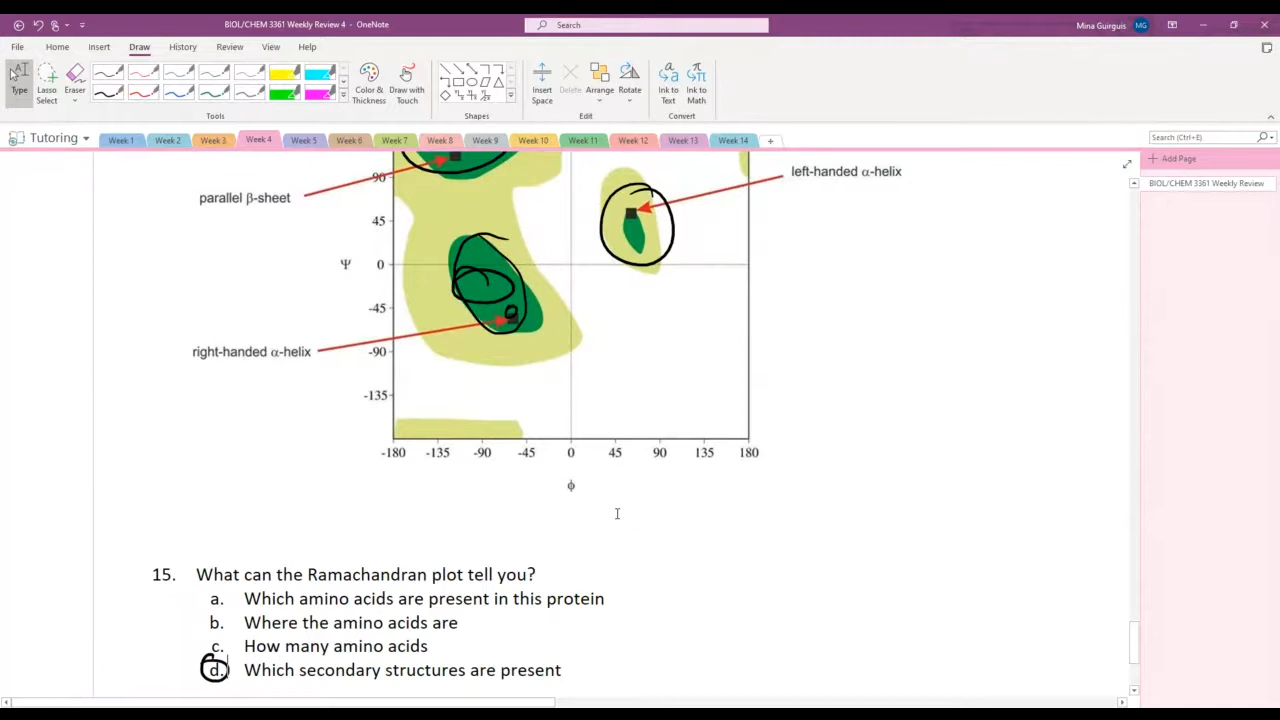 BIOL/CHEM 3361 Weekly Review 4 - OneNote
Search
Mina Guirguis MG
File Home Insert Draw History Review View Help
Type
Lasso Select
Eraser
Color & Thickness
Draw with Touch
Insert Space
Delete
Arrange
Rotate
Ink to Text
Ink to Math
Tools
Shapes
Edit
Convert
Tutoring Week 1 Week 2 Week 3 Week 4 Week 5 Week 6 Week 7 Week 8 Week 9 Week 10 Week 11 Week 12 Week 13 Week 14
Search (Ctrl+E)
Add Page
BIOL/CHEM 3361 Weekly Review
left-handed α-helix
90
parallel β-sheet
45
Ψ 0
-45
right-handed α-helix
-90
-135
-180 -135 -90 -45 0 45 90 135 180
ϕ
15. What can the Ramachandran plot tell you?
a. Which amino acids are present in this protein
b. Where the amino acids are
c. How many amino acids
d. Which secondary structures are present